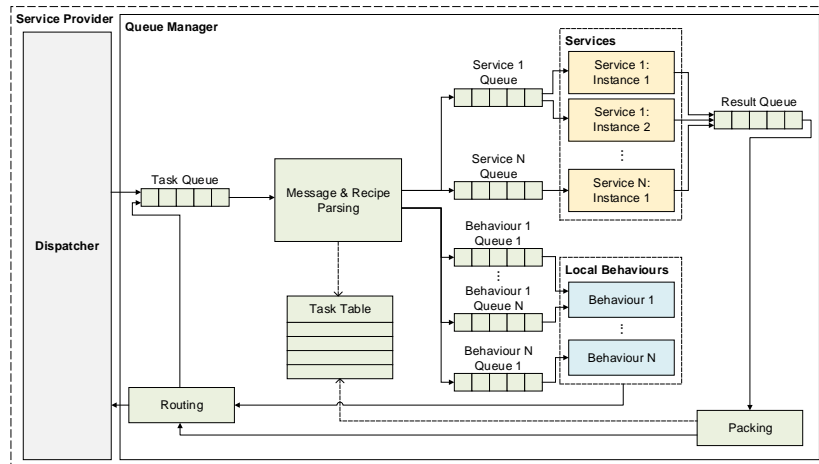 Service Provider
Queue Manager
Dispatcher
Task Queue
Message & Recipe
Parsing
Task Table
Routing
Service 1
Queue
Service N
Queue
Behaviour 1
Queue 1
⋮
Behaviour 1
Queue N
Behaviour N
Queue 1
Services
Service 1:
Instance 1
Service 1:
Instance 2
⋮
Service N:
Instance 1
Local Behaviours
Behaviour 1
⋮
Behaviour N
Result Queue
Packing